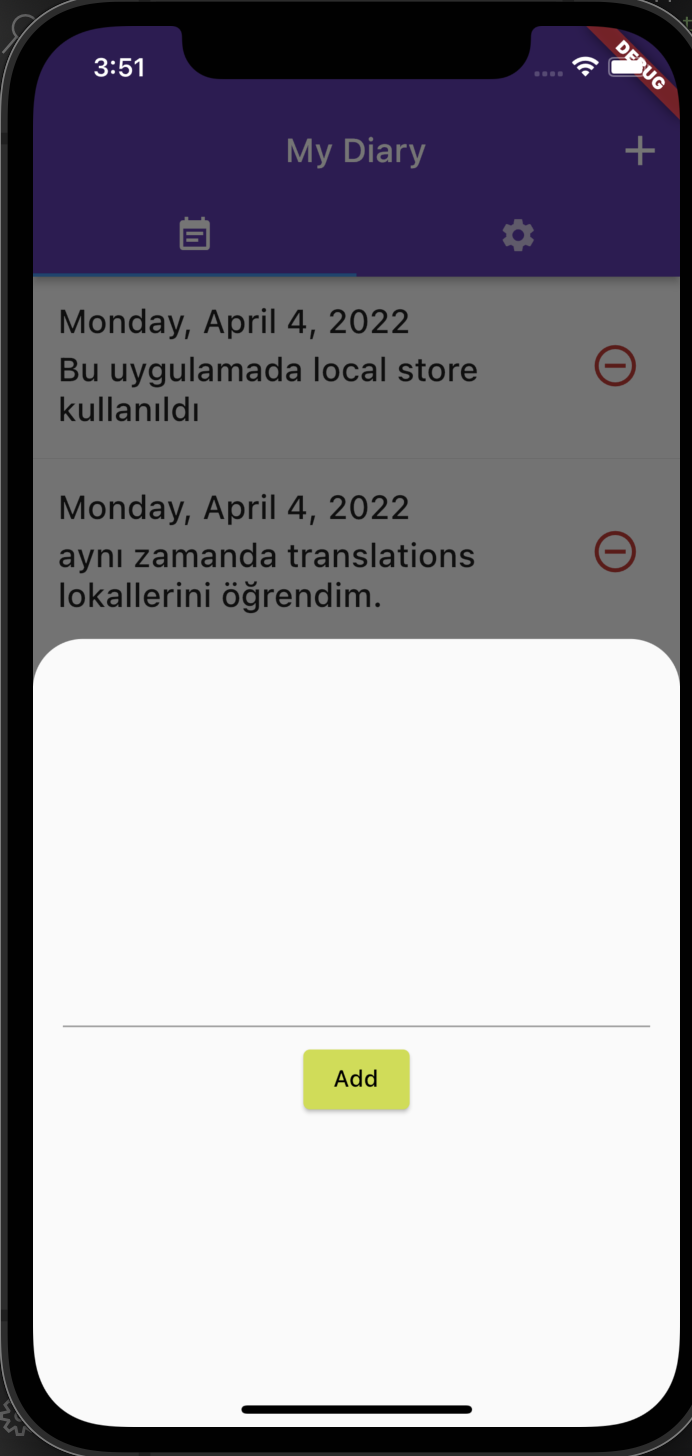 3:51
DEBUG
My Diary
Monday, April 4, 2022
Bu uygulamada local store
kullanıldı
Monday, April 4, 2022
aynı zamanda translations
lokallerini öğrendim.
Add